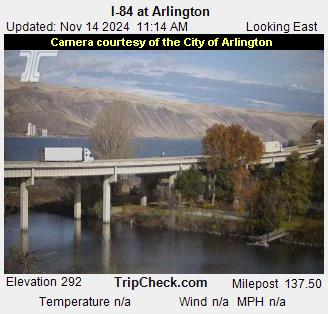 I-84 at Arlington
Updated: Nov 14 2024 11:14 AM Looking East
Camera courtesy of the City of Arlington
Elevation 292 TripCheck.com Milepost 137.50
Temperature n/a Wind n/a MPH n/a